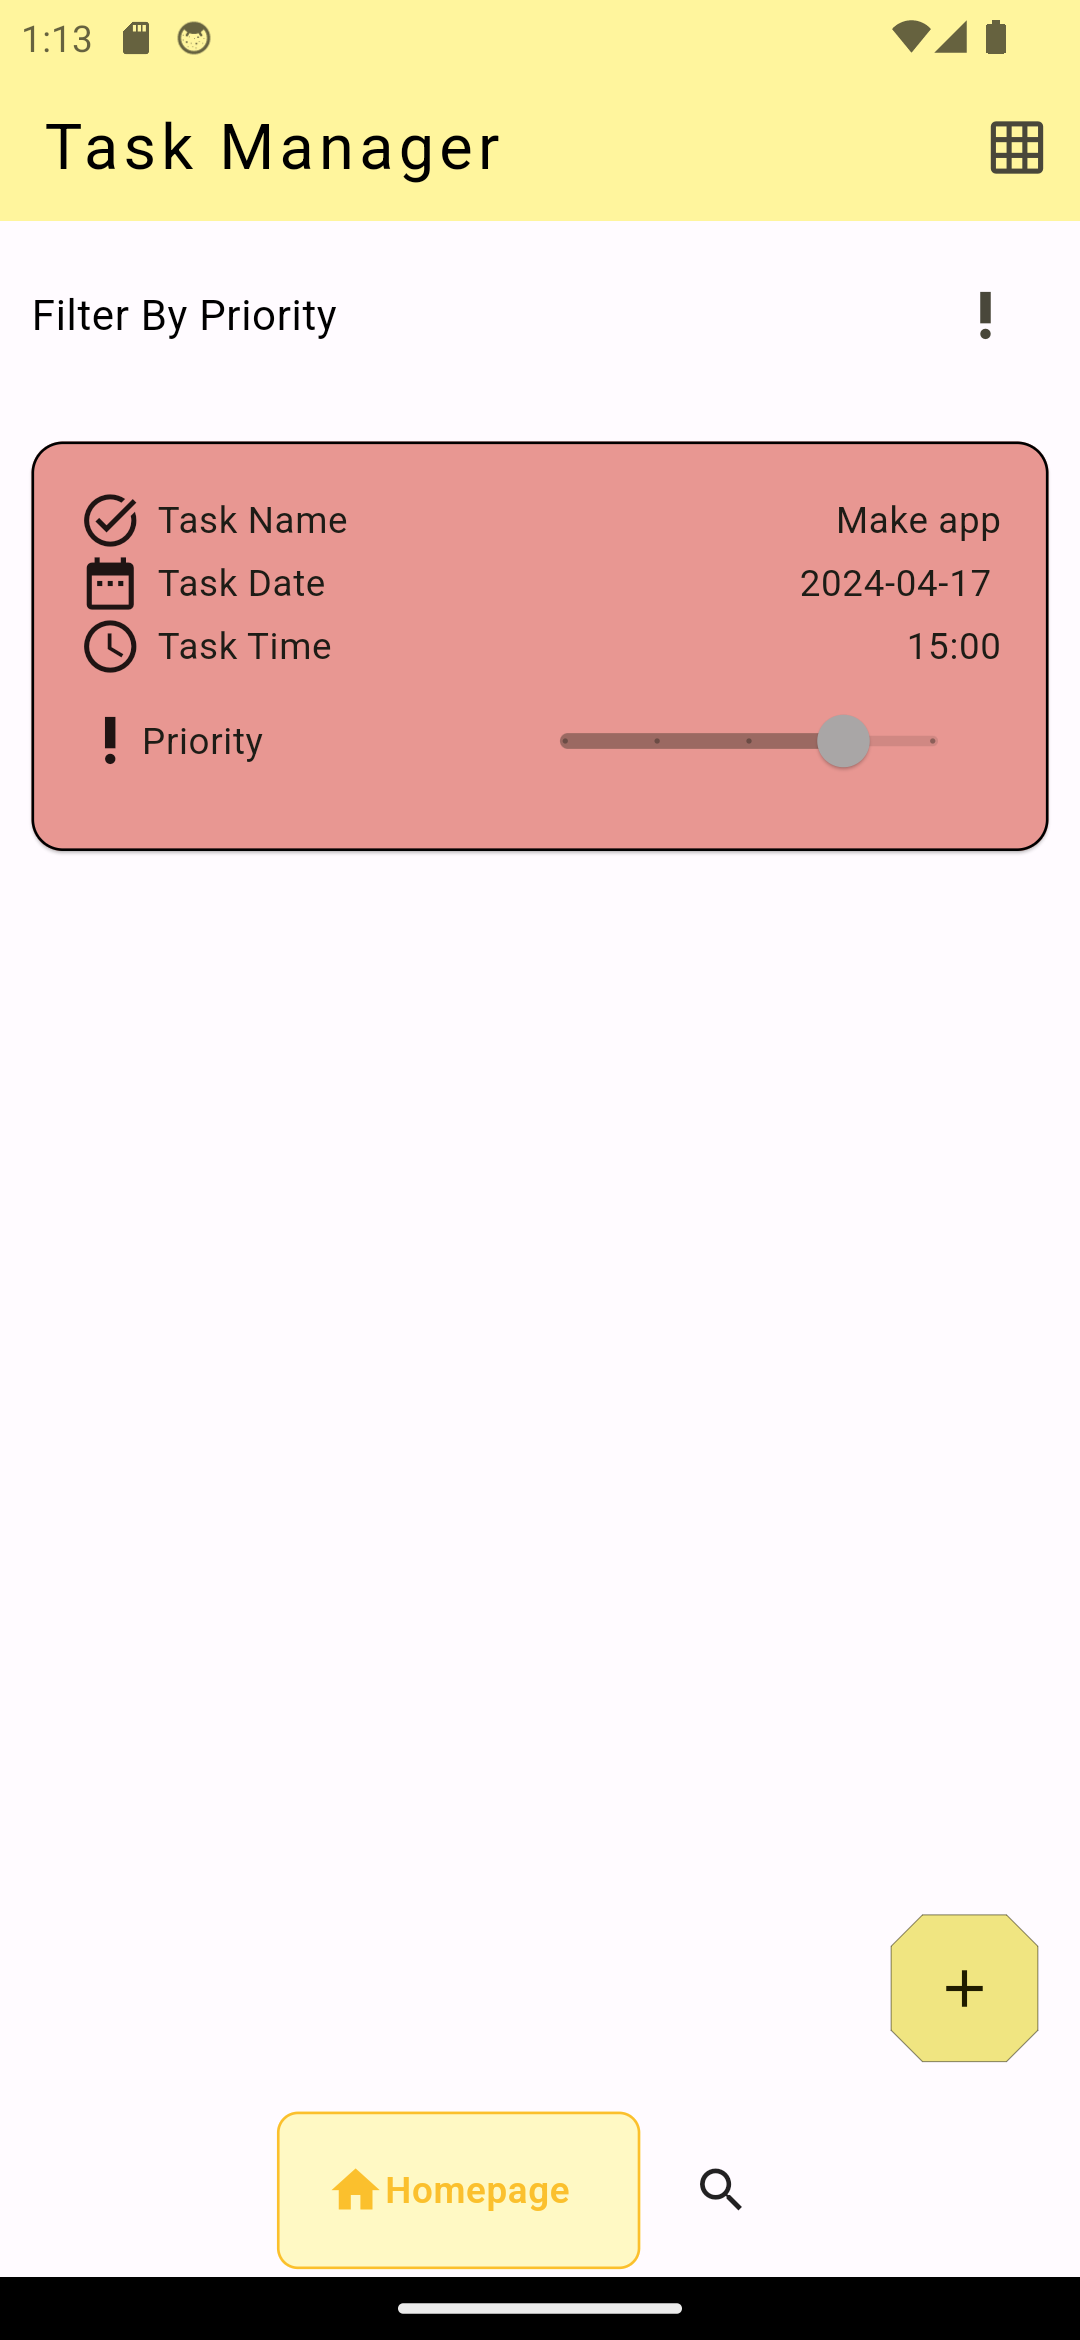 1:13
Task Manager
Filter By Priority
Task Name Make app
Task Date 2024-04-17
Task Time 15:00
Priority
Homepage